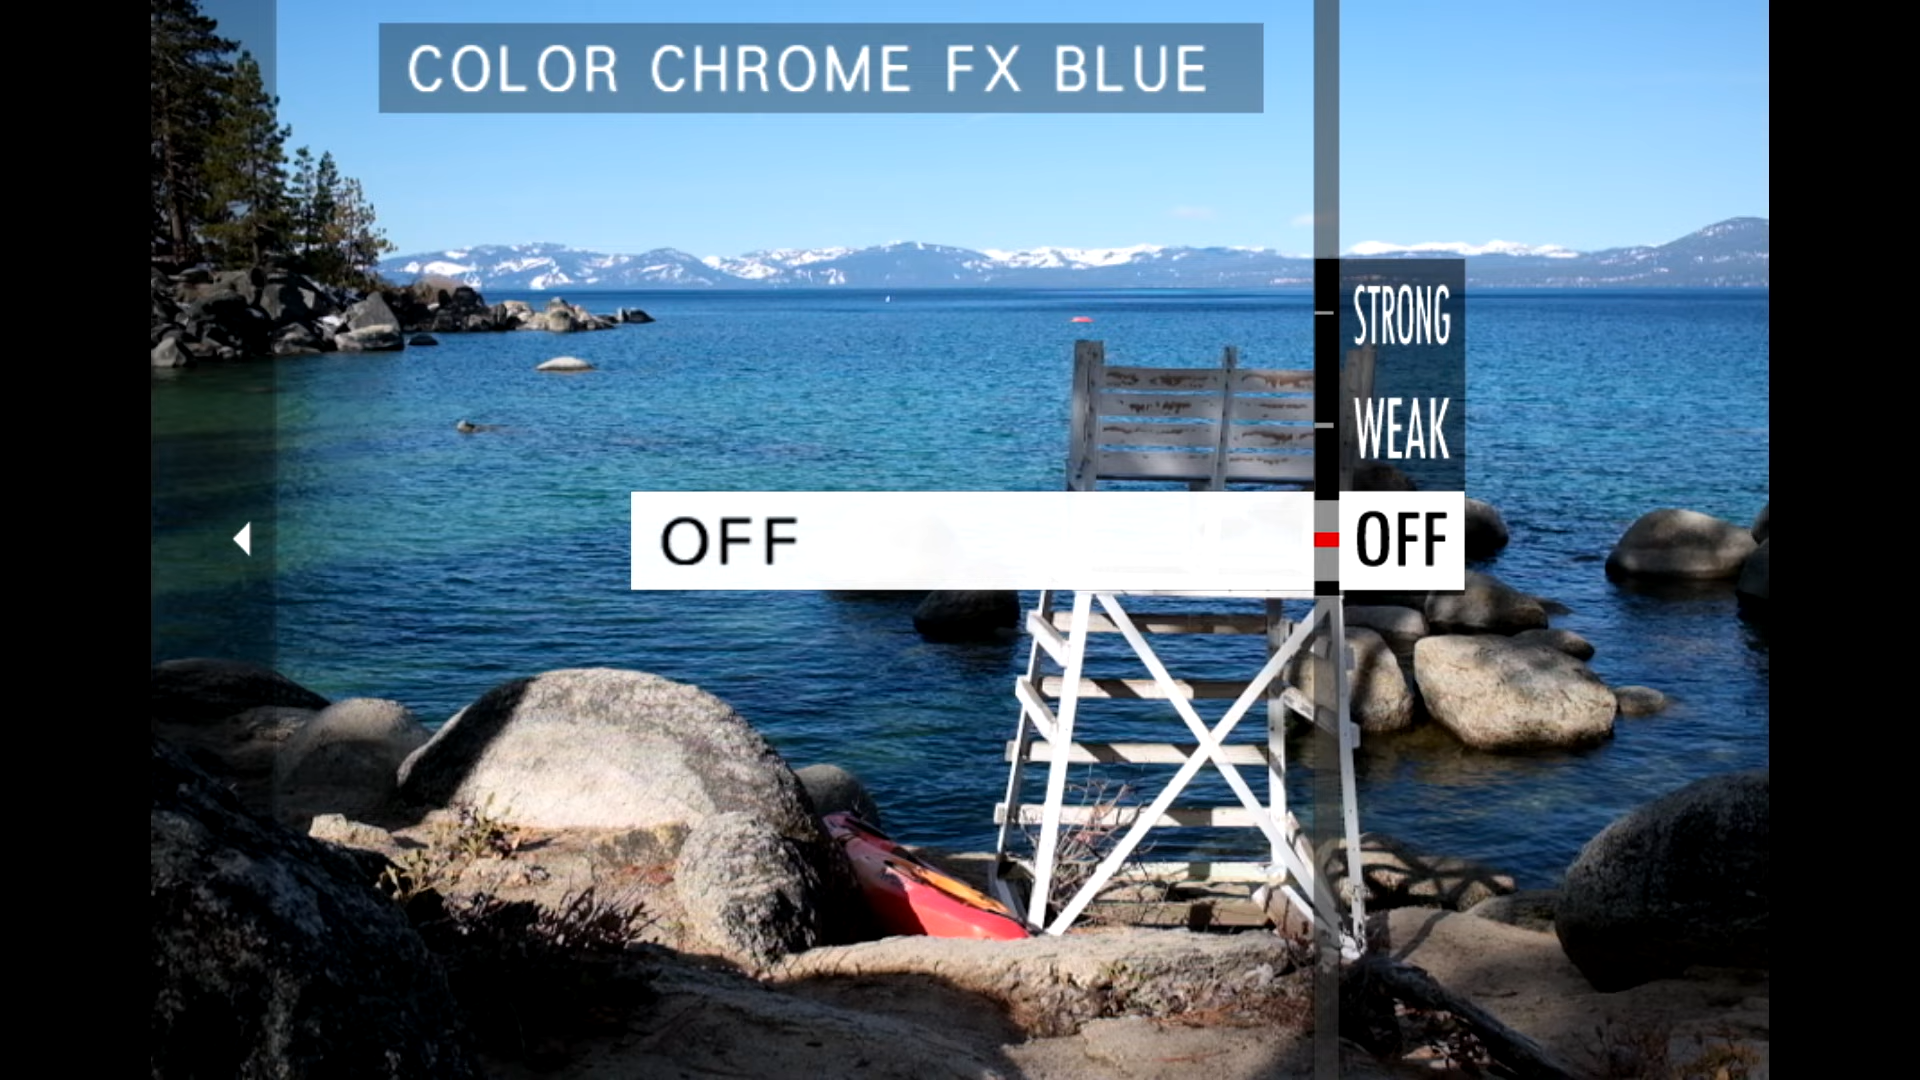 COLOR CHROME FX BLUE
STRONG
WEAK
OFF
OFF